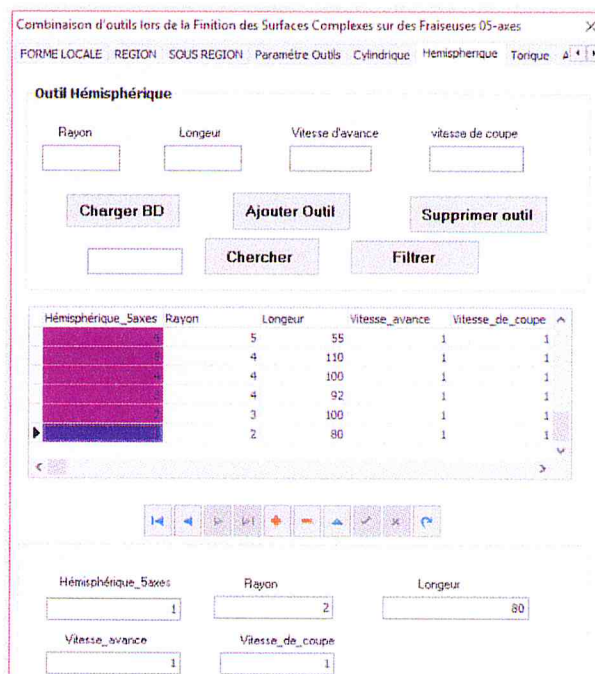 Combinaison d'outils lors de la Finition des Surfaces Complexes sur des Fraiseuses 05-axes
FORME LOCALE REGION SOUS REGION Paramétre Outils Cylindrique Hemispherique Torique A
Outil Hémisphérique
Rayon Longeur Vitesse d'avance vitesse de coupe
Charger BD Ajouter Outil Supprimer outil
Chercher Filtrer
Hémisphérique_5axes Rayon Longeur Vitesse_avance Vitesse_de_coupe
5 55 1 1
4 110 1 1
4 100 1 1
4 92 1 1
3 100 1 1
2 80 1 1
Hémisphérique_5axes Rayon Longeur
1 2 80
Vitesse_avance Vitesse_de_coupe
1 1